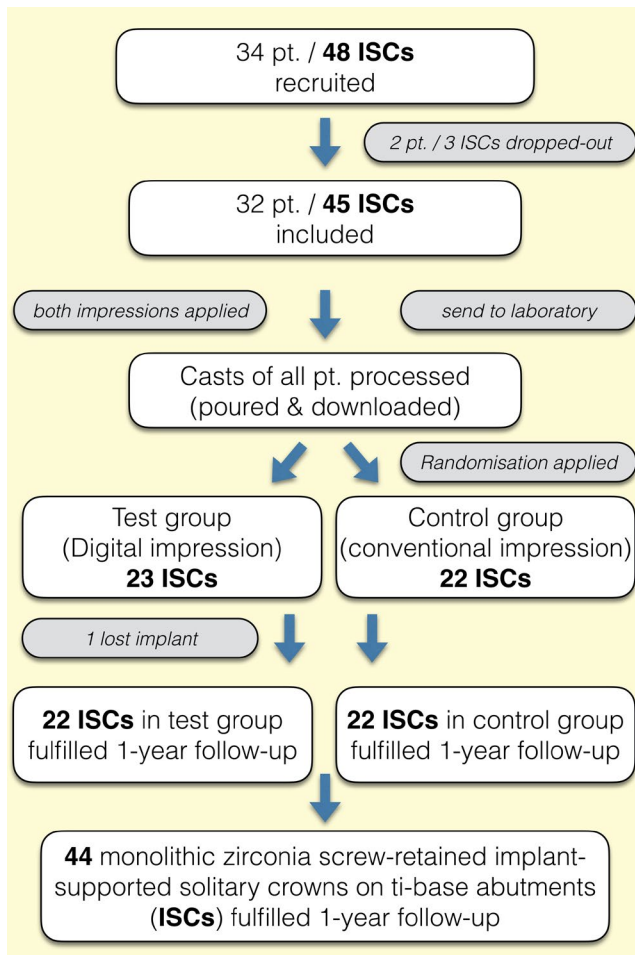 34 pt. / 48 ISCs
recruited
2 pt. / 3 ISCs dropped-out
32 pt. / 45 ISCs
included
both impressions applied
send to laboratory
Casts of all pt. processed
(poured & downloaded)
Randomisation applied
Test group
(Digital impression)
23 ISCs
Control group
(conventional impression)
22 ISCs
1 lost implant
22 ISCs in test group
fulfilled 1-year follow-up
22 ISCs in control group
fulfilled 1-year follow-up
44 monolithic zirconia screw-retained implant-
supported solitary crowns on ti-base abutments
(ISCs) fulfilled 1-year follow-up